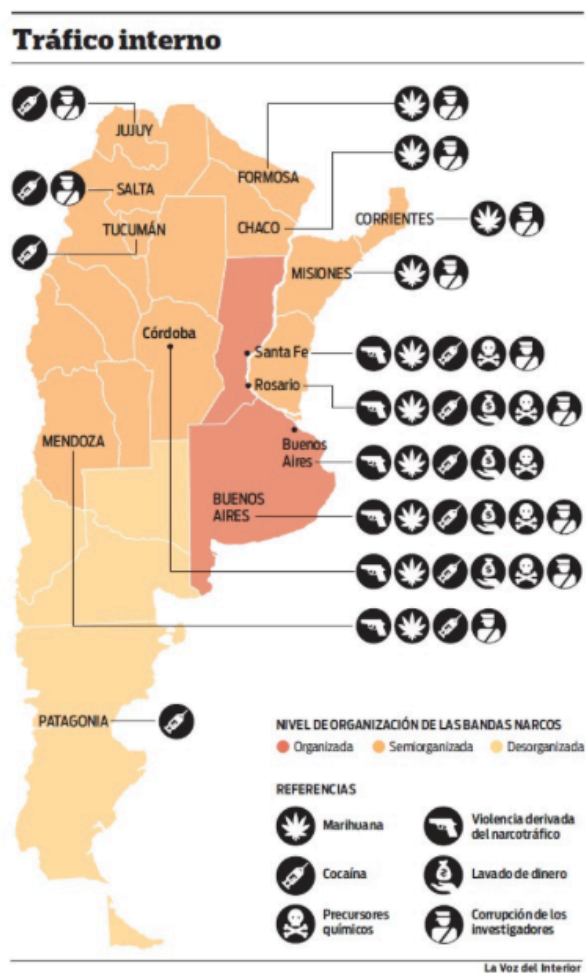 Tráfico interno
JUJUY
FORMOSA
SALTA
TUCUMÁN
CHACO
CORRIENTES
MISIONES
Córdoba
Santa Fe
Rosario
MENDOZA
Buenos
Aires
BUENOS
AIRES
PATAGONIA
NIVEL DE ORGANIZACIÓN DE LAS BANDAS NARCOS
Organizada
Semiorganizada
Desorganizada
REFERENCIAS
Marihuana
Violencia derivada
del narcotráfico
Cocaína
Lavado de dinero
Precursores
químicos
Corrupción de los
investigadores
La Voz del Interior